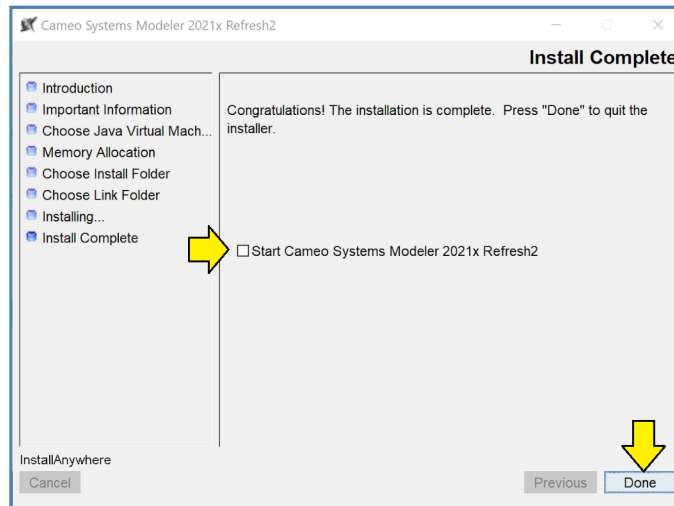 Cameo Systems Modeler 2021x Refresh2
Install Complete
Introduction
Important Information
Choose Java Virtual Mach...
Memory Allocation
Choose Install Folder
Choose Link Folder
Installing...
Install Complete
Congratulations! The installation is complete. Press "Done" to quit the
installer.
Start Cameo Systems Modeler 2021x Refresh2
InstallAnywhere
Cancel
Previous
Done